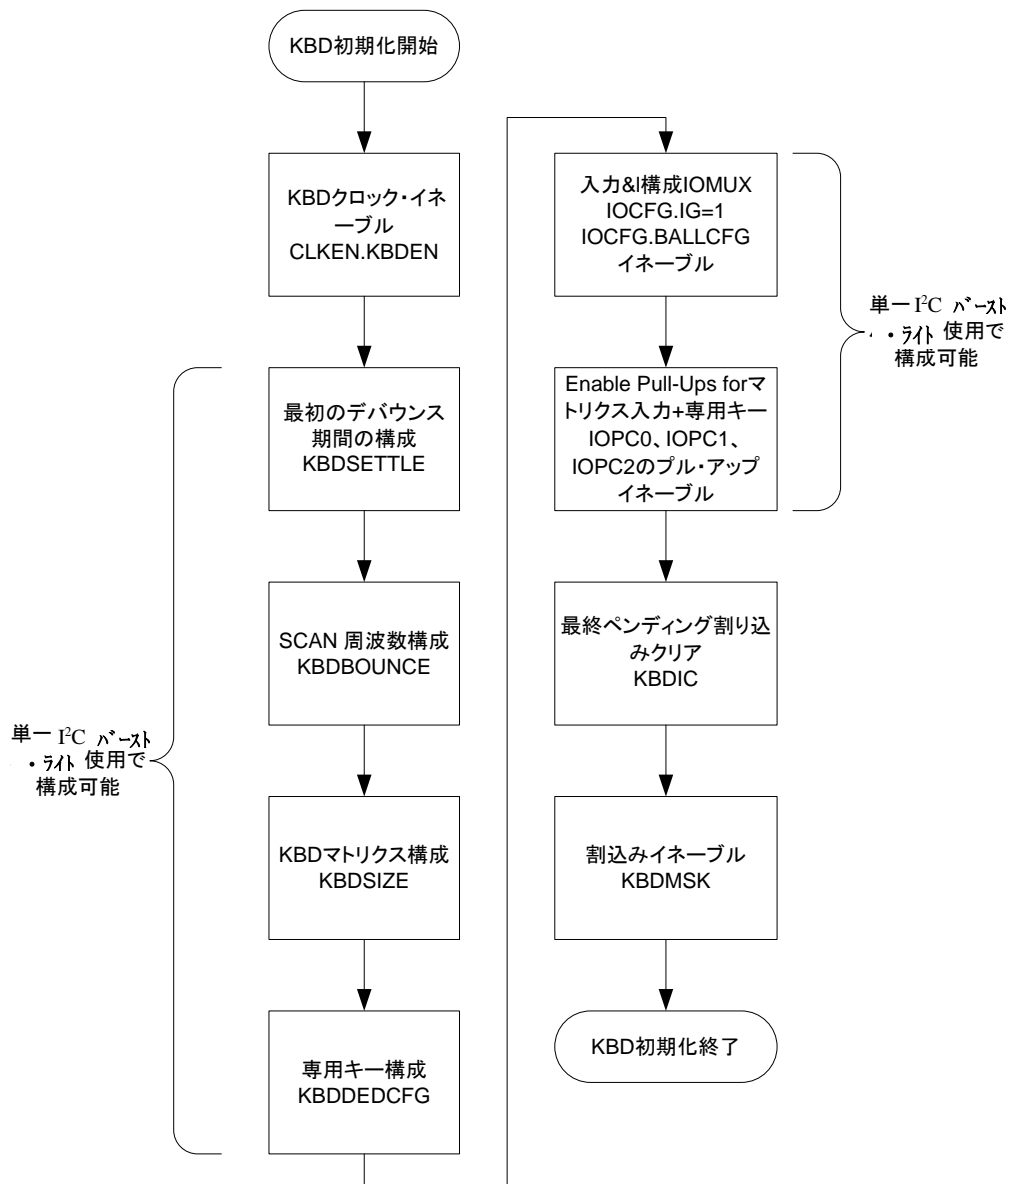 KBD初期化開始
KBDクロック・イネ
ーブル
CLKEN.KBDEN
最初のデバウンス
期間の構成
KBDSETTLE
SCAN 周波数構成
KBDBOUNCE
KBDマトリクス構成
KBDSIZE
専用キー構成
KBDDEDCFG
単一 I²C バースト
・ライト 使用で
構成可能
入力&I構成IOMUX
IOCFG.IG=1
IOCFG.BALLCFG
イネーブル
Enable Pull-Ups forマ
トリクス入力+専用キー
IOPC0、IOPC1、
IOPC2のプル・アップ
イネーブル
単一 I²C バースト
・ライト 使用で
構成可能
最終ペンディング割り込
みクリア
KBDIC
割込みイネーブル
KBDMSK
KBD初期化終了